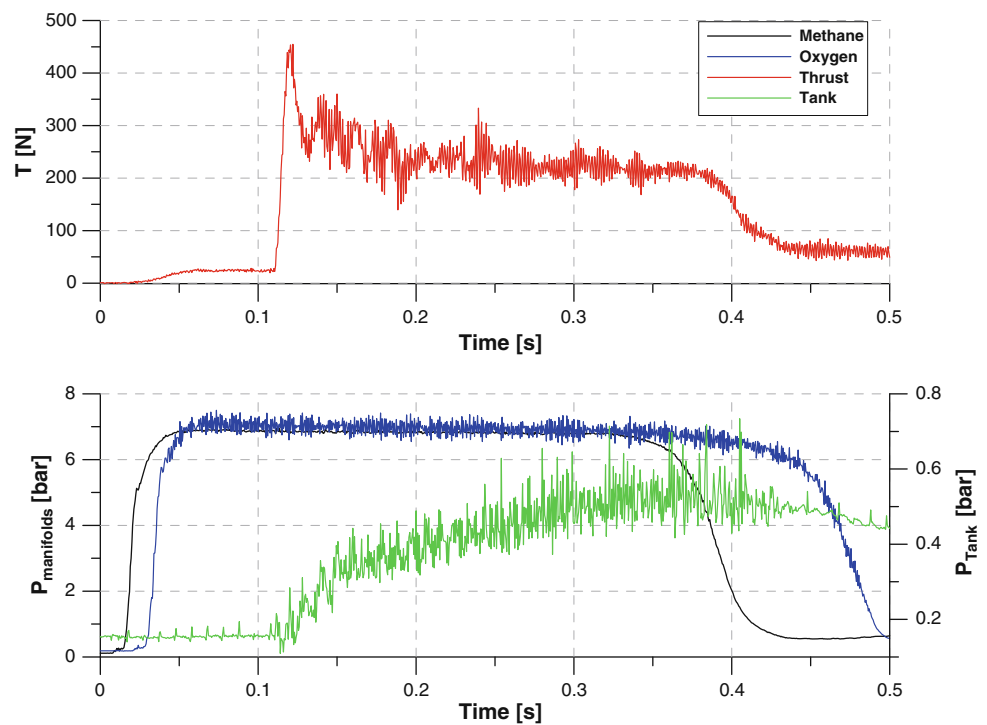 500
400
300
200
100
0
T [N]
Methane
Oxygen
Thrust
Tank
0 0.1 0.2 0.3 0.4 0.5
Time [s]
8
6
4
2
0
P_manifolds [bar]
0.8
0.6
0.4
0.2
P_Tank [bar]
0 0.1 0.2 0.3 0.4 0.5
Time [s]